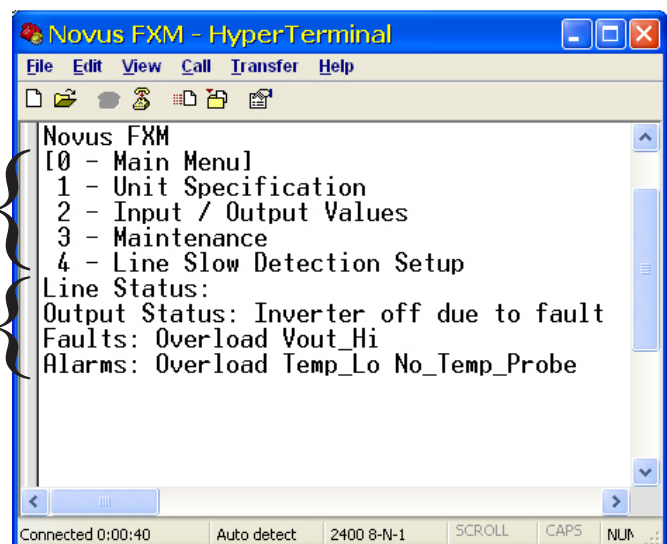 Novus FXM - HyperTerminal
File Edit View Call Transfer Help
Novus FXM
[0 - Main Menu]
1 - Unit Specification
2 - Input / Output Values
3 - Maintenance
4 - Line Slow Detection Setup
Line Status:
Output Status: Inverter off due to fault
Faults: Overload Vout_Hi
Alarms: Overload Temp_Lo No_Temp_Probe
Connected 0:00:40 Auto detect 2400 8-N-1 SCROLL CAPS